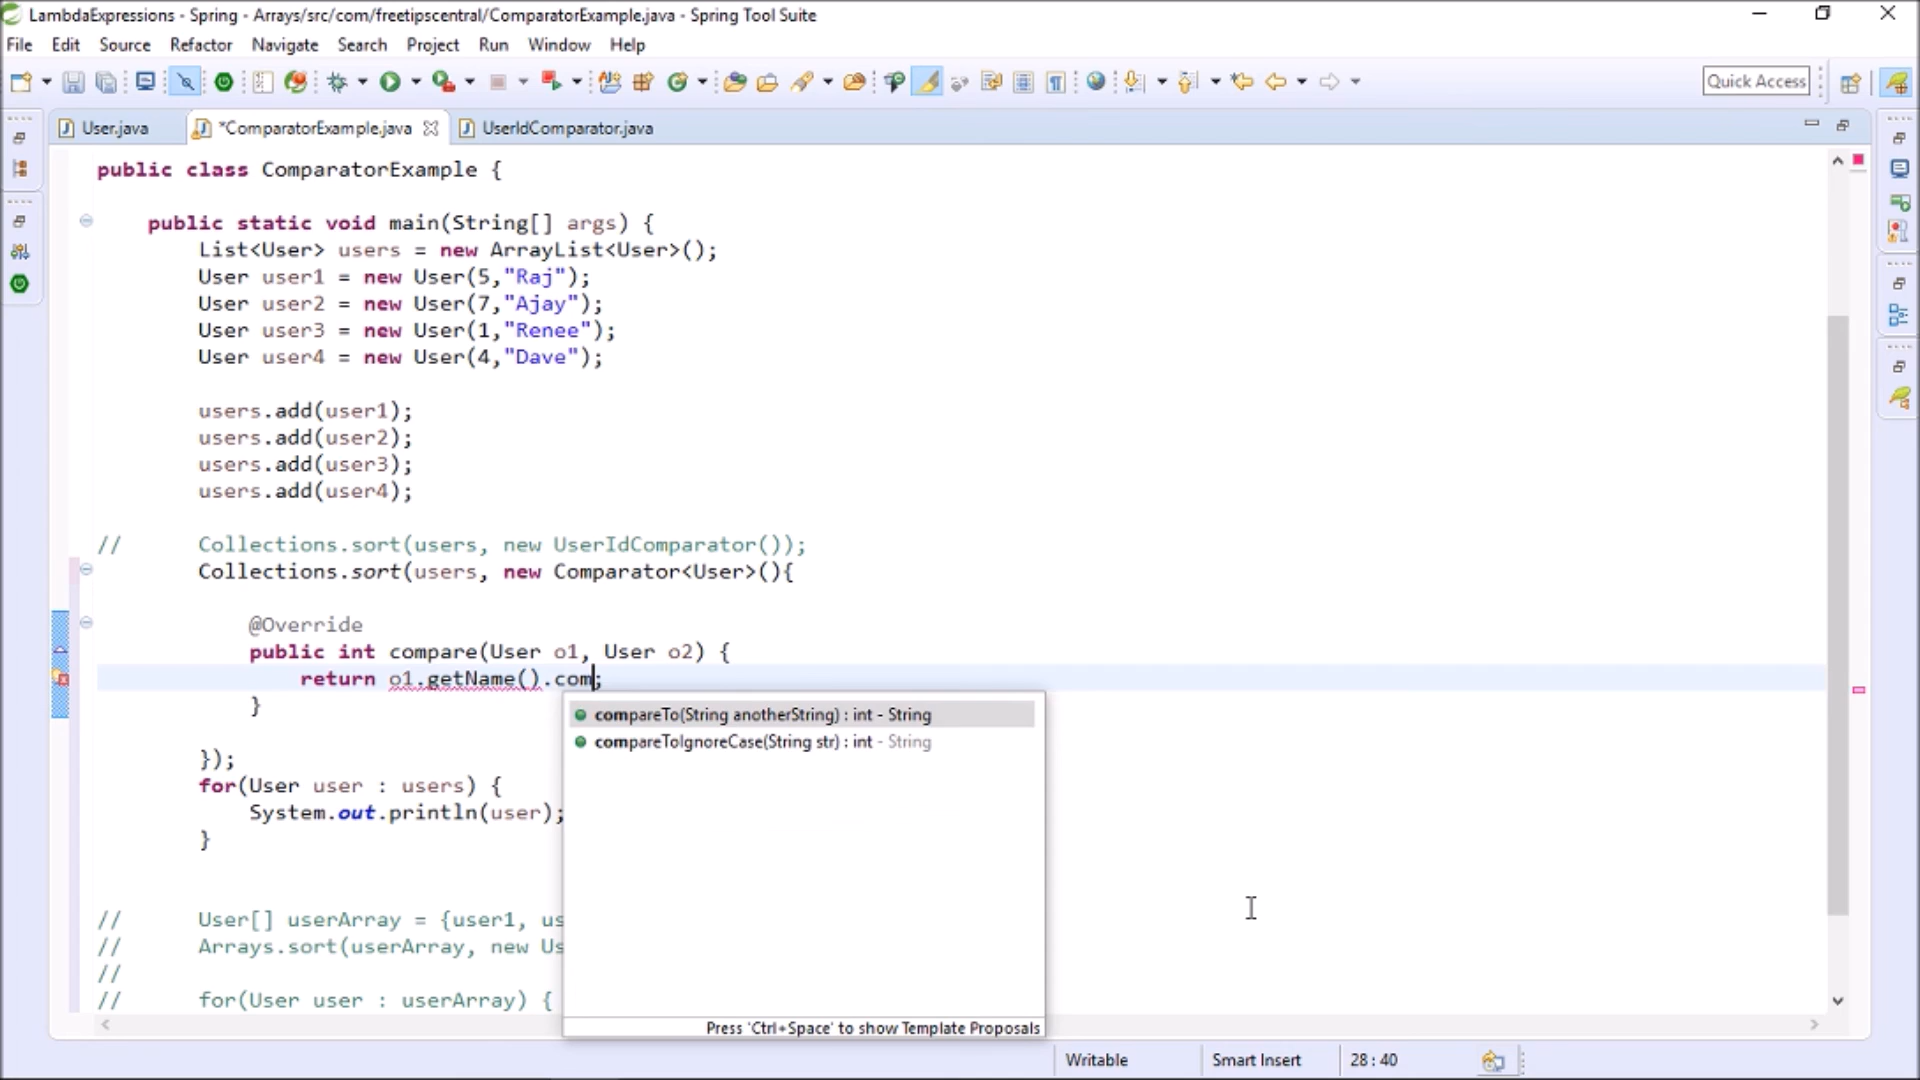 LambdaExpressions - Spring - Arrays/src/com/freetipscentral/ComparatorExample.java - Spring Tool Suite
File Edit Source Refactor Navigate Search Project Run Window Help
Quick Access
User.java *ComparatorExample.java UserIdComparator.java
public class ComparatorExample {
public static void main(String[] args) {
List<User> users = new ArrayList<User>();
User user1 = new User(5,"Raj");
User user2 = new User(7,"Ajay");
User user3 = new User(1,"Renee");
User user4 = new User(4,"Dave");
users.add(user1);
users.add(user2);
users.add(user3);
users.add(user4);
// Collections.sort(users, new UserIdComparator());
Collections.sort(users, new Comparator<User>(){
@Override
public int compare(User o1, User o2) {
return o1.getName().com;
}
compareTo(String anotherString) : int - String
compareToIgnoreCase(String str) : int - String
});
for(User user : users) {
System.out.println(user);
}
// User[] userArray = {user1, us
// Arrays.sort(userArray, new Us
//
// for(User user : userArray) {
Press 'Ctrl+Space' to show Template Proposals
Writable Smart Insert 28 : 40